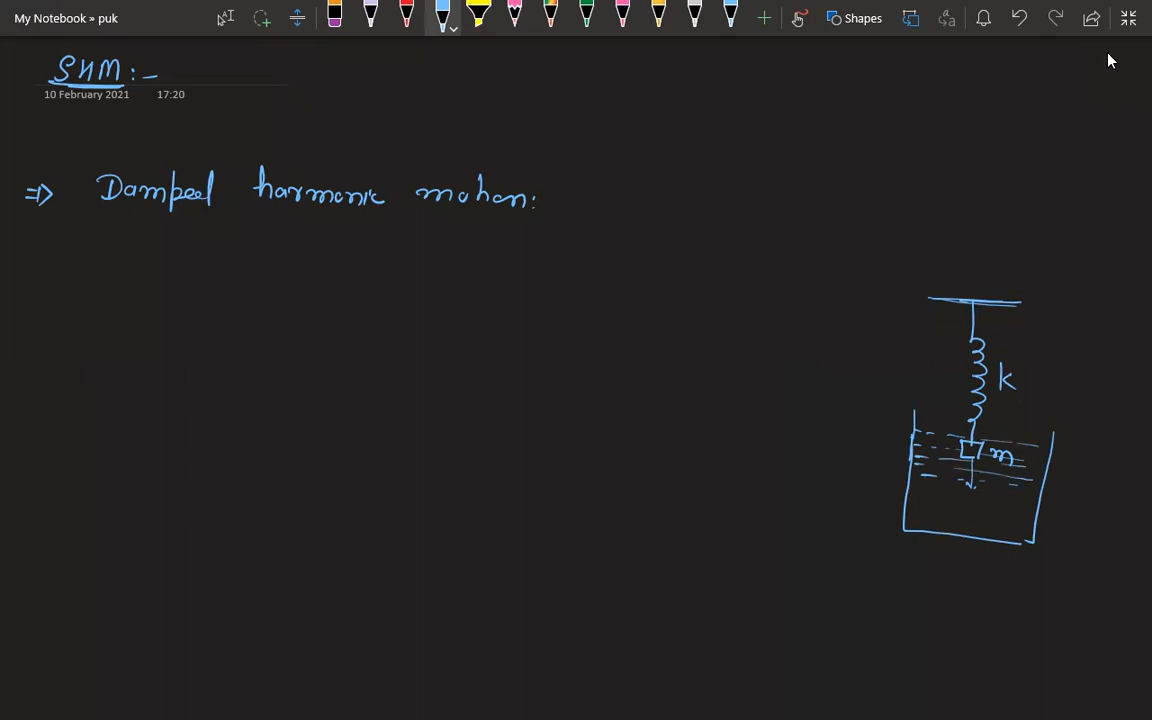 My Notebook » puk
Shapes
SHM :-
10 February 2021 17:20
⇒ Damped harmonic motion:
k
m